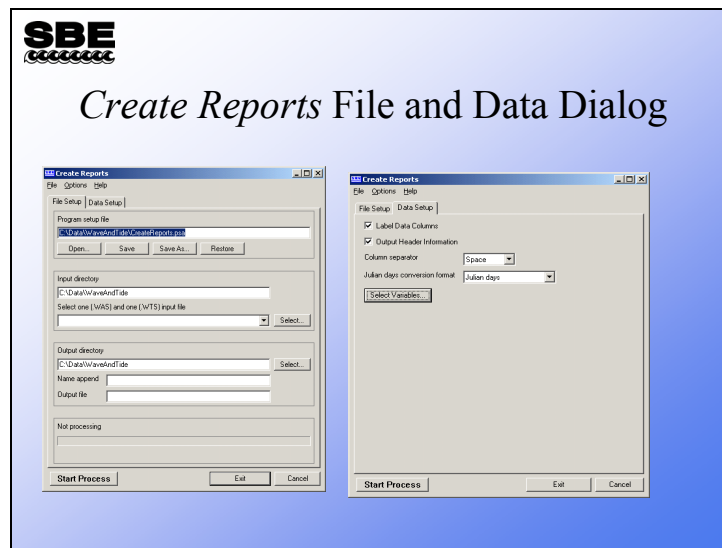 SBE
Create Reports File and Data Dialog
Create Reports
File Options Help
File Setup Data Setup
Program setup file
C:\Data\WaveAndTide\CreateReports.psa
Open... Save Save As... Restore
Input directory
C:\Data\WaveAndTide
Select one (.WAS) and one (.WTS) input file
Select...
Output directory
C:\Data\WaveAndTide
Select...
Name append
Output file
Not processing
Start Process Exit Cancel
Create Reports
File Options Help
File Setup Data Setup
Label Data Columns
Output Header Information
Column separator Space
Julian days conversion format Julian days
Select Variables...
Start Process Exit Cancel